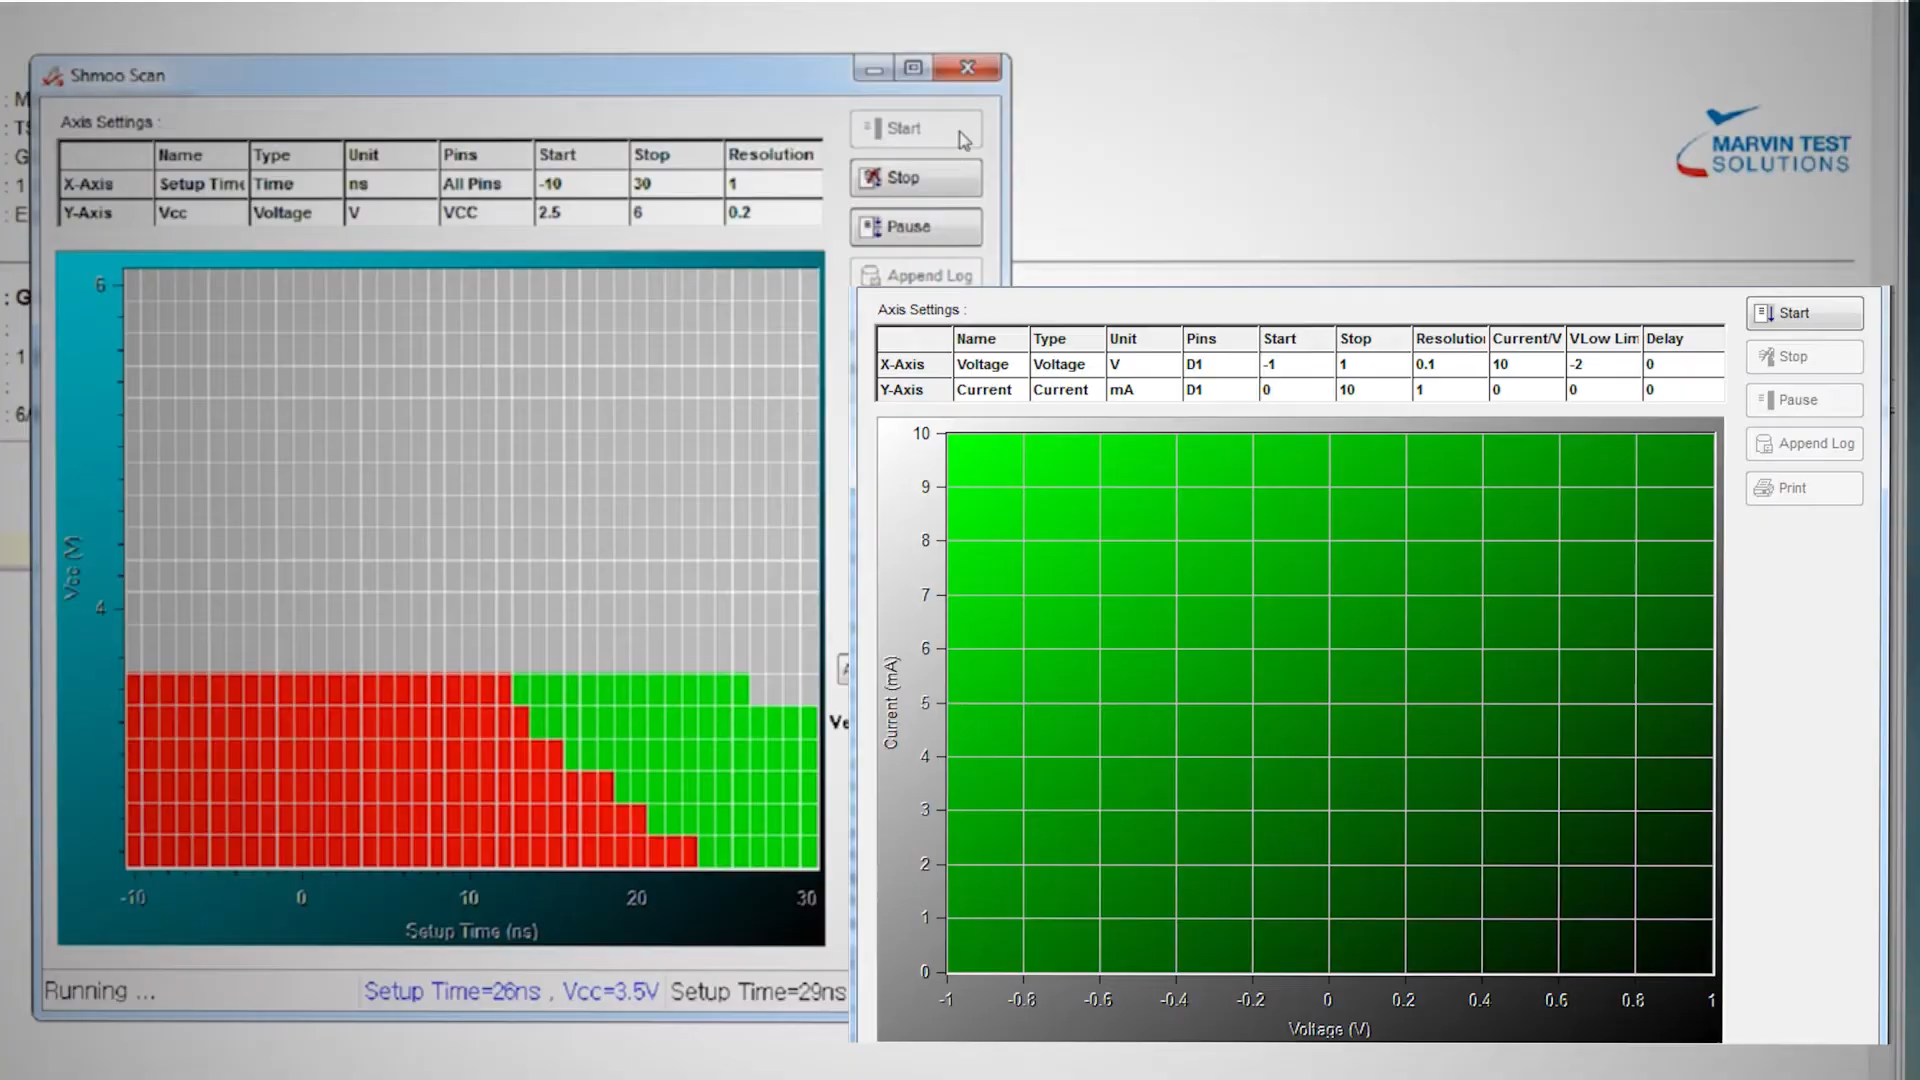 Shmoo Scan
Axis Settings :
Name Type Unit Pins Start Stop Resolution
X-Axis Setup Time Time ns All Pins -10 30 1
Y-Axis Vcc Voltage V VCC 2.5 6 0.2
Start
Stop
Pause
Append Log
6
4
Vcc (V)
-10 0 10 20 30
Setup Time (ns)
Running ...
Setup Time=26ns , Vcc=3.5V
Setup Time=29ns
MARVIN TEST
SOLUTIONS
Axis Settings :
Name Type Unit Pins Start Stop Resolutio Current/V VLow Lim Delay
X-Axis Voltage Voltage V D1 -1 1 0.1 10 -2 0
Y-Axis Current Current mA D1 0 10 1 0 0 0
Start
Stop
Pause
Append Log
Print
10
9
8
7
6
5
4
3
2
1
0
Current (mA)
-1 -0.8 -0.6 -0.4 -0.2 0 0.2 0.4 0.6 0.8 1
Voltage (V)